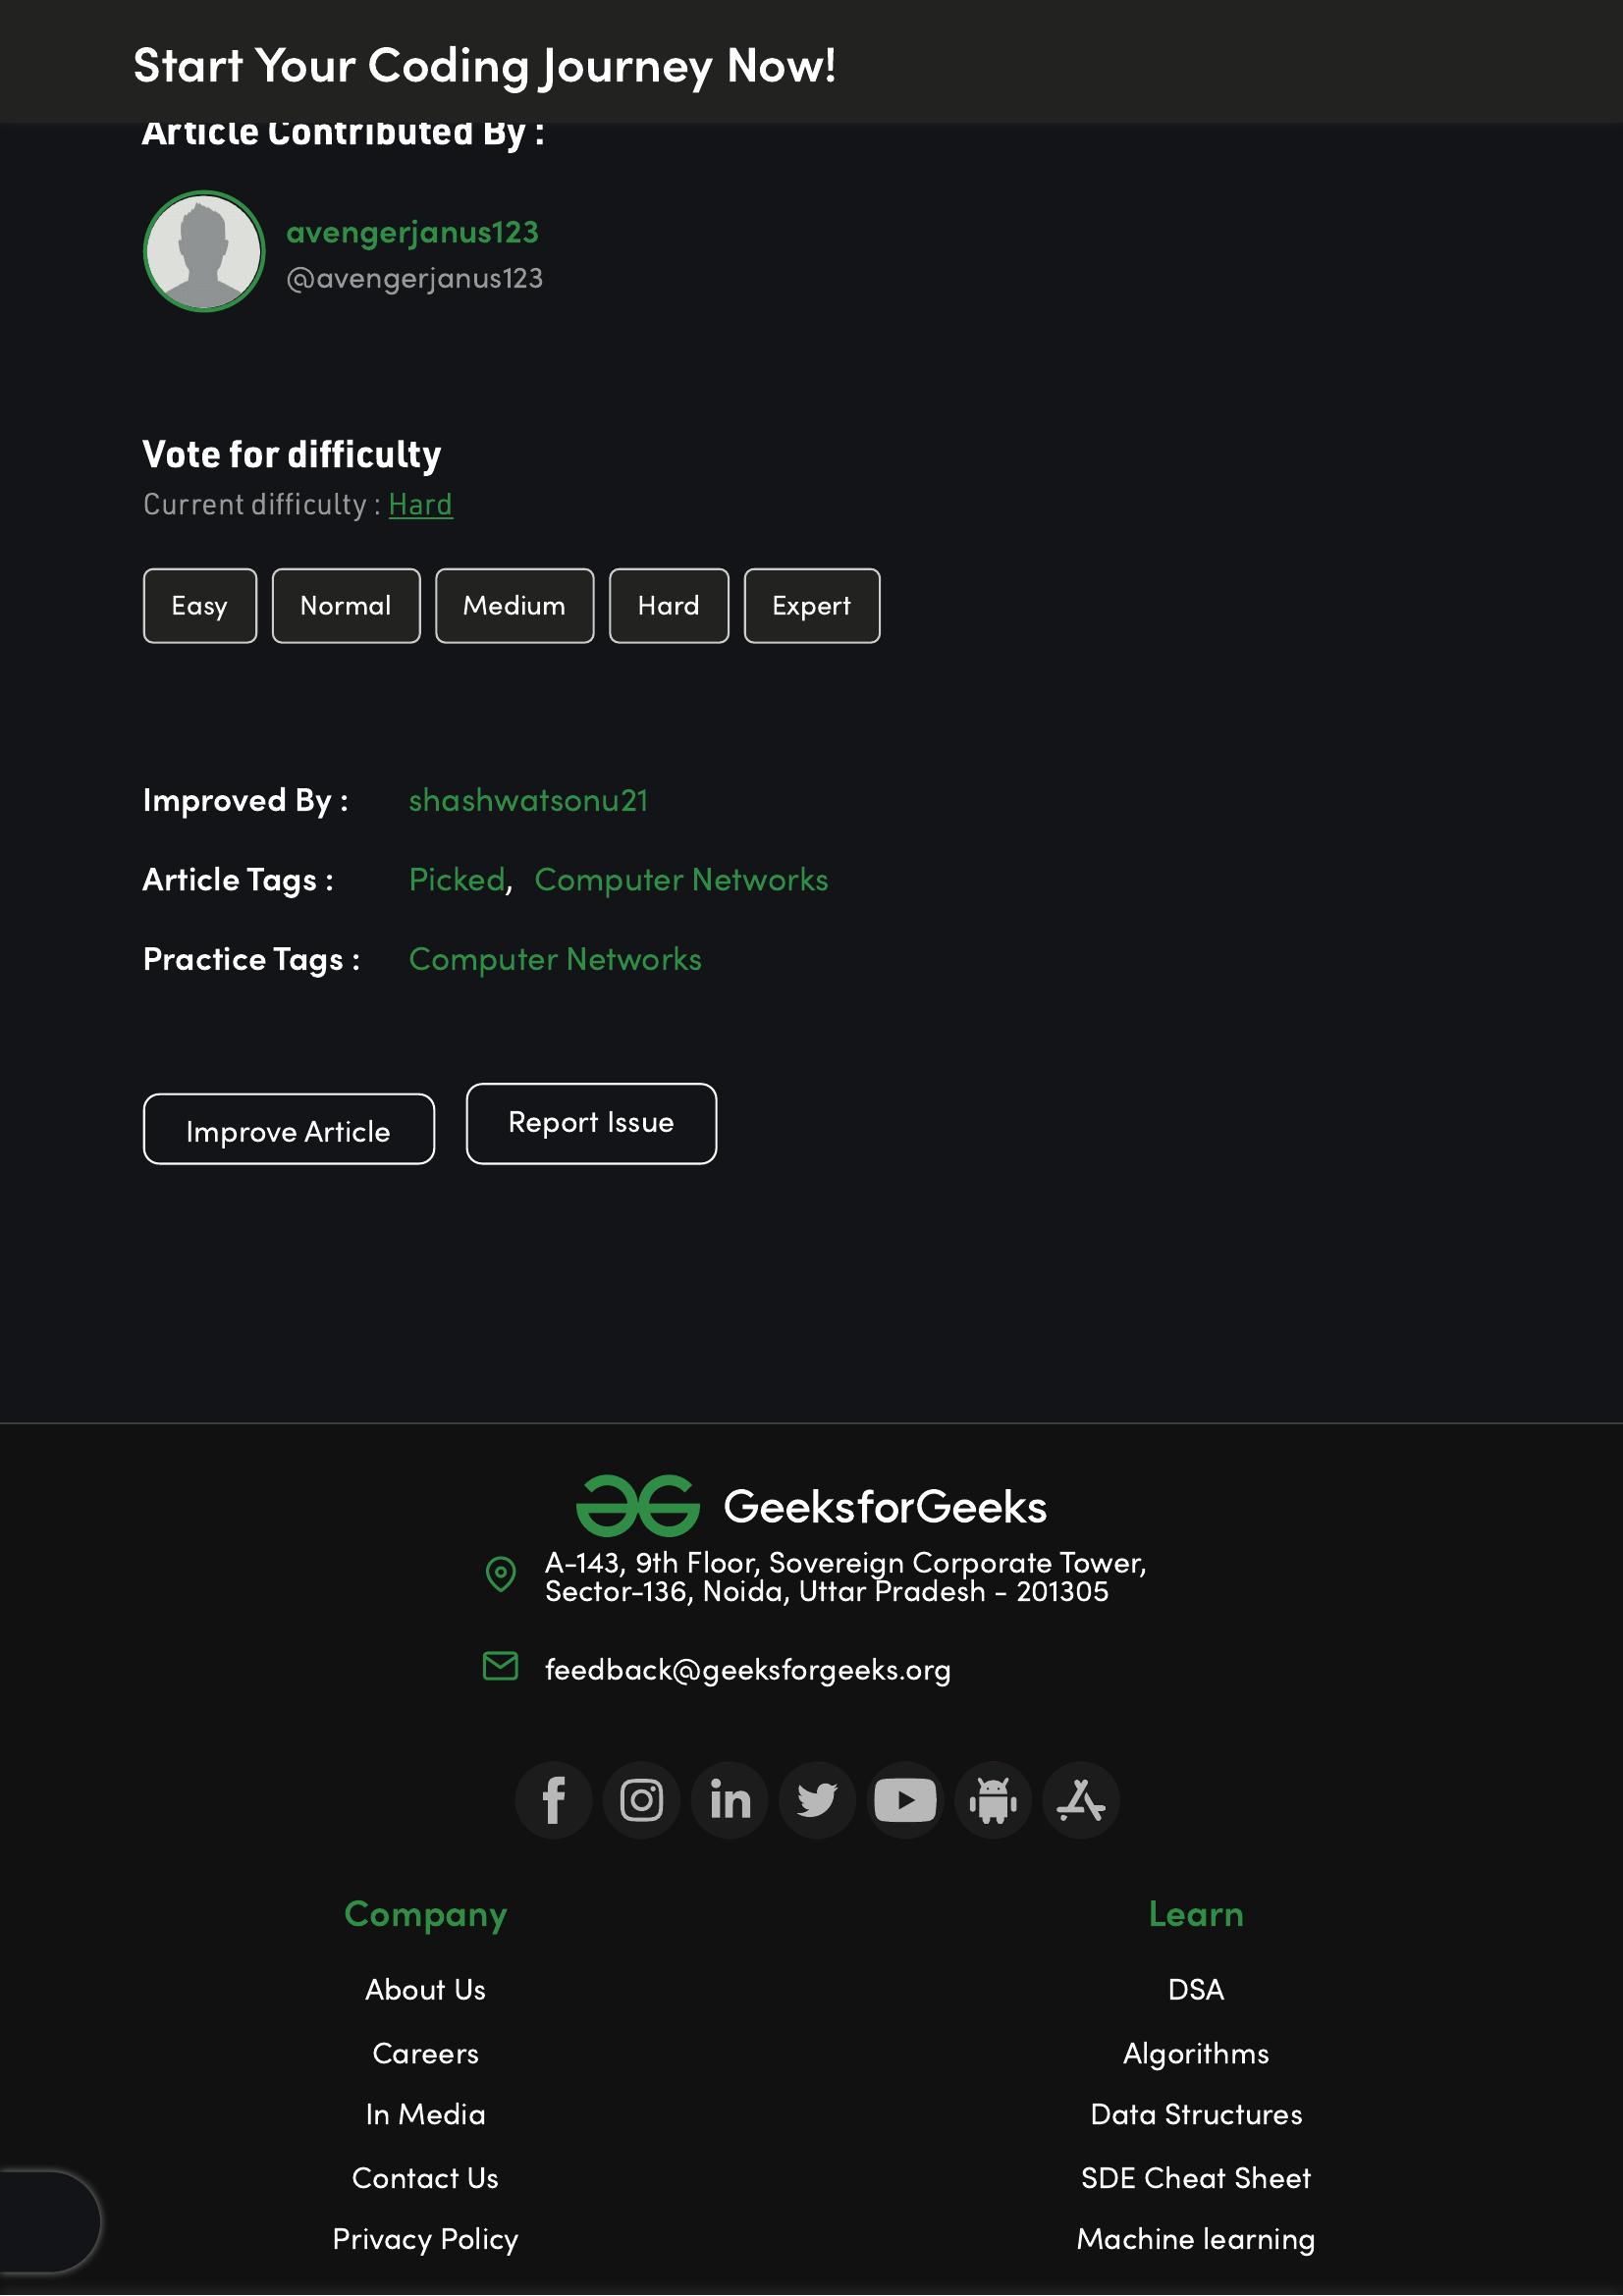 Start Your Coding Journey Now!
Article Contributed By :
avengerjanus123
@avengerjanus123
Vote for difficulty
Current difficulty : Hard
Easy Normal Medium Hard Expert
Improved By : shashwatsonu21
Article Tags : Picked, Computer Networks
Practice Tags : Computer Networks
Improve Article Report Issue
GeeksforGeeks
A-143, 9th Floor, Sovereign Corporate Tower,
Sector-136, Noida, Uttar Pradesh - 201305
feedback@geeksforgeeks.org
Company
About Us
Careers
In Media
Contact Us
Privacy Policy
Learn
DSA
Algorithms
Data Structures
SDE Cheat Sheet
Machine learning